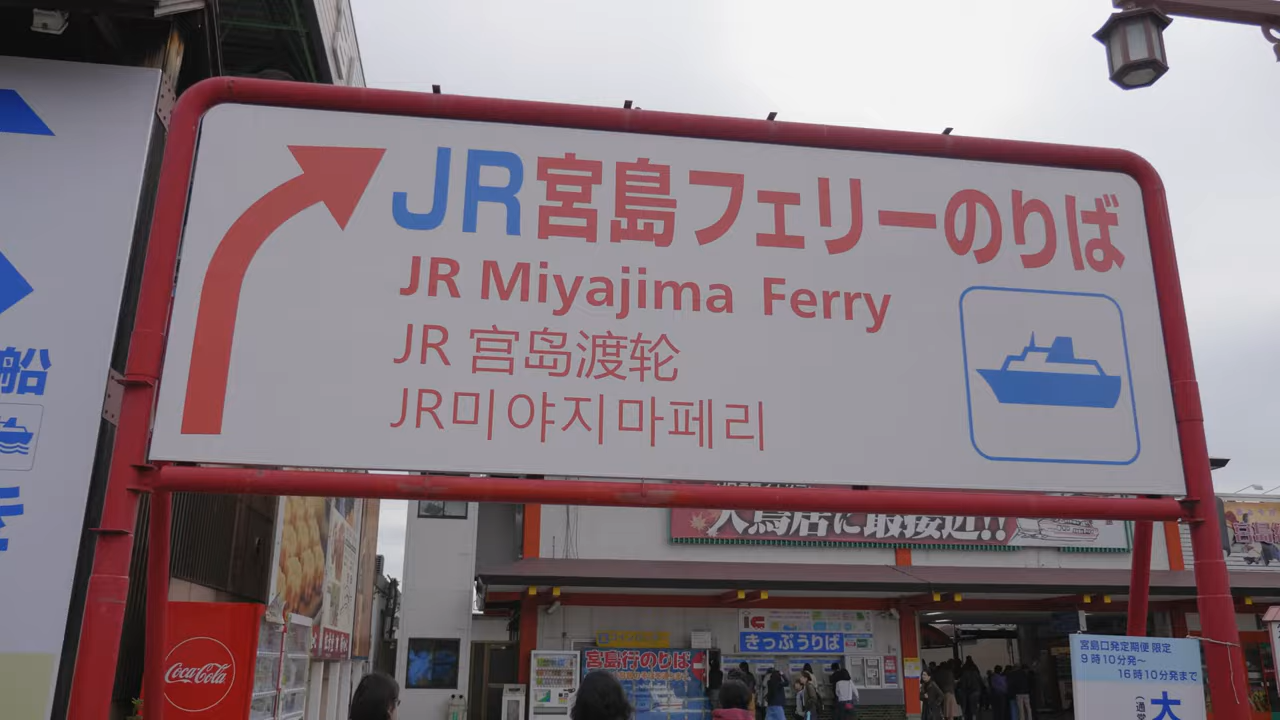 JR宮島フェリーのりば
JR Miyajima Ferry
JR 宫岛渡轮
JR미야지마페리
船
大鳥居に最接近!!
Coca-Cola
きっぷうりば
宮島行のりば
宮島口発定期便 限定
9時10分発～
16時10分発まで
大